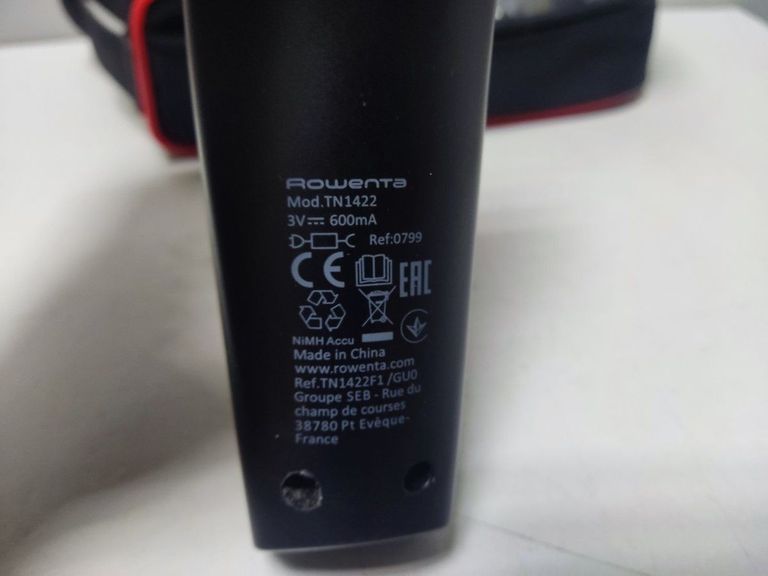 Rowenta
Mod.TN1422
3V⎓ 600mA
Ref:0799
CE EAC
NiMH Accu
Made in China
www.rowenta.com
Ref.TN1422F1 /GU0
Groupe SEB - Rue du
champ de courses
38780 Pt Evèque-
France